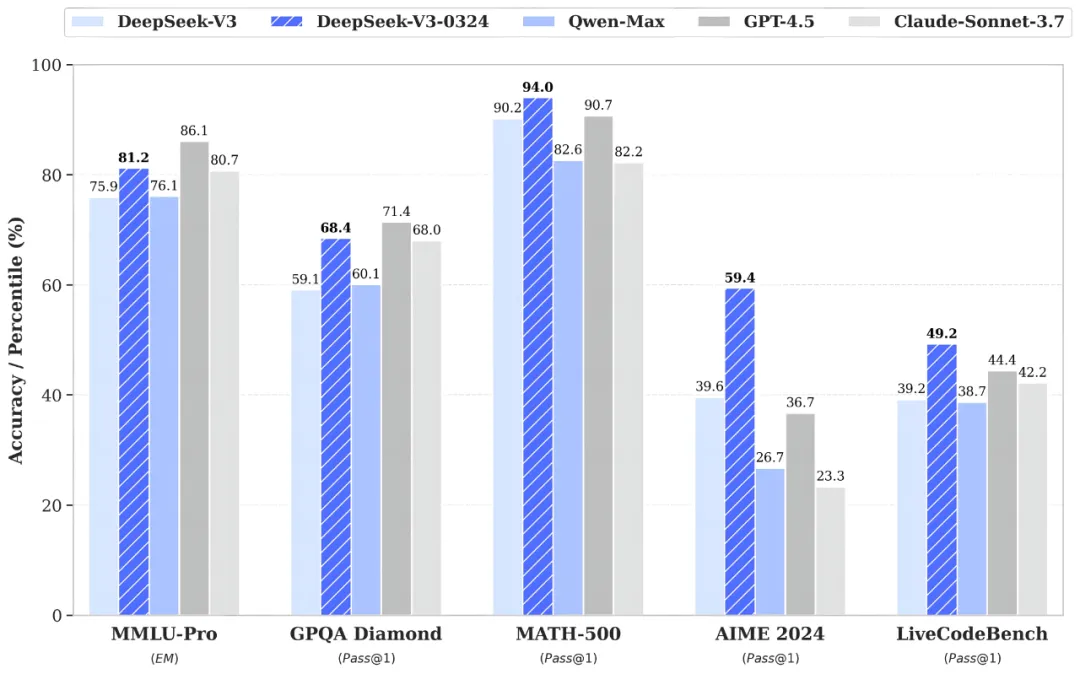 DeepSeek-V3 DeepSeek-V3-0324 Qwen-Max GPT-4.5 Claude-Sonnet-3.7
Accuracy / Percentile (%)
100
80
60
40
20
0
75.9 81.2 76.1 86.1 80.7
59.1 68.4 60.1 71.4 68.0
90.2 94.0 82.6 90.7 82.2
39.6 59.4 26.7 36.7 23.3
39.2 49.2 38.7 44.4 42.2
MMLU-Pro GPQA Diamond MATH-500 AIME 2024 LiveCodeBench
(EM) (Pass@1) (Pass@1) (Pass@1) (Pass@1)